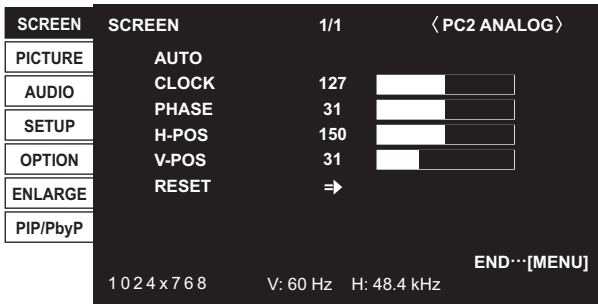 SCREEN
PICTURE
AUDIO
SETUP
OPTION
ENLARGE
PIP/PbyP
SCREEN 1/1 〈PC2 ANALOG〉
AUTO
CLOCK 127
PHASE 31
H-POS 150
V-POS 31
RESET
END···[MENU]
1024x768 V: 60 Hz H: 48.4 kHz